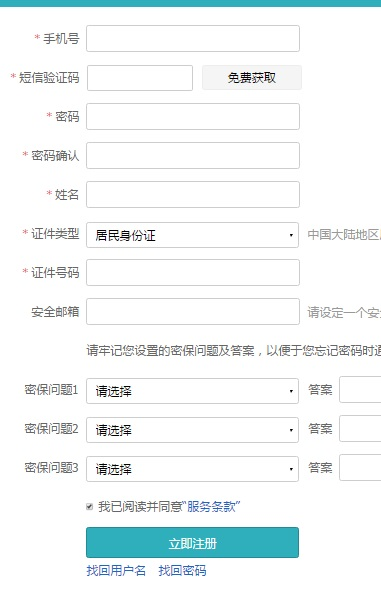 * 手机号
* 短信验证码 免费获取
* 密码
* 密码确认
* 姓名
* 证件类型 居民身份证 中国大陆地区
* 证件号码
安全邮箱 请设定一个安
请牢记您设置的密保问题及答案，以便于您忘记密码时
密保问题1 请选择 答案
密保问题2 请选择 答案
密保问题3 请选择 答案
我已阅读并同意“服务条款”
立即注册
找回用户名 找回密码